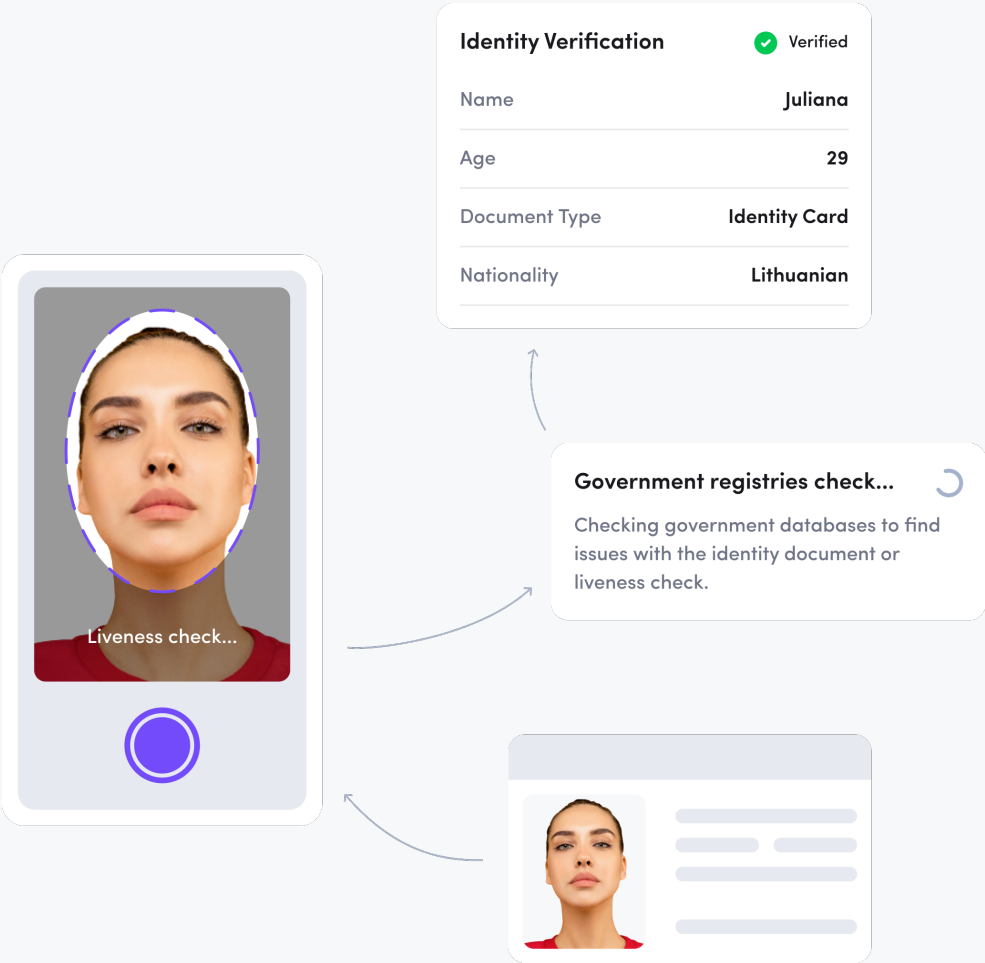 Identity Verification
Verified
Name
Juliana
Age
29
Document Type
Identity Card
Nationality
Lithuanian
Government registries check...
Checking government databases to find
issues with the identity document or
liveness check.
Liveness check...